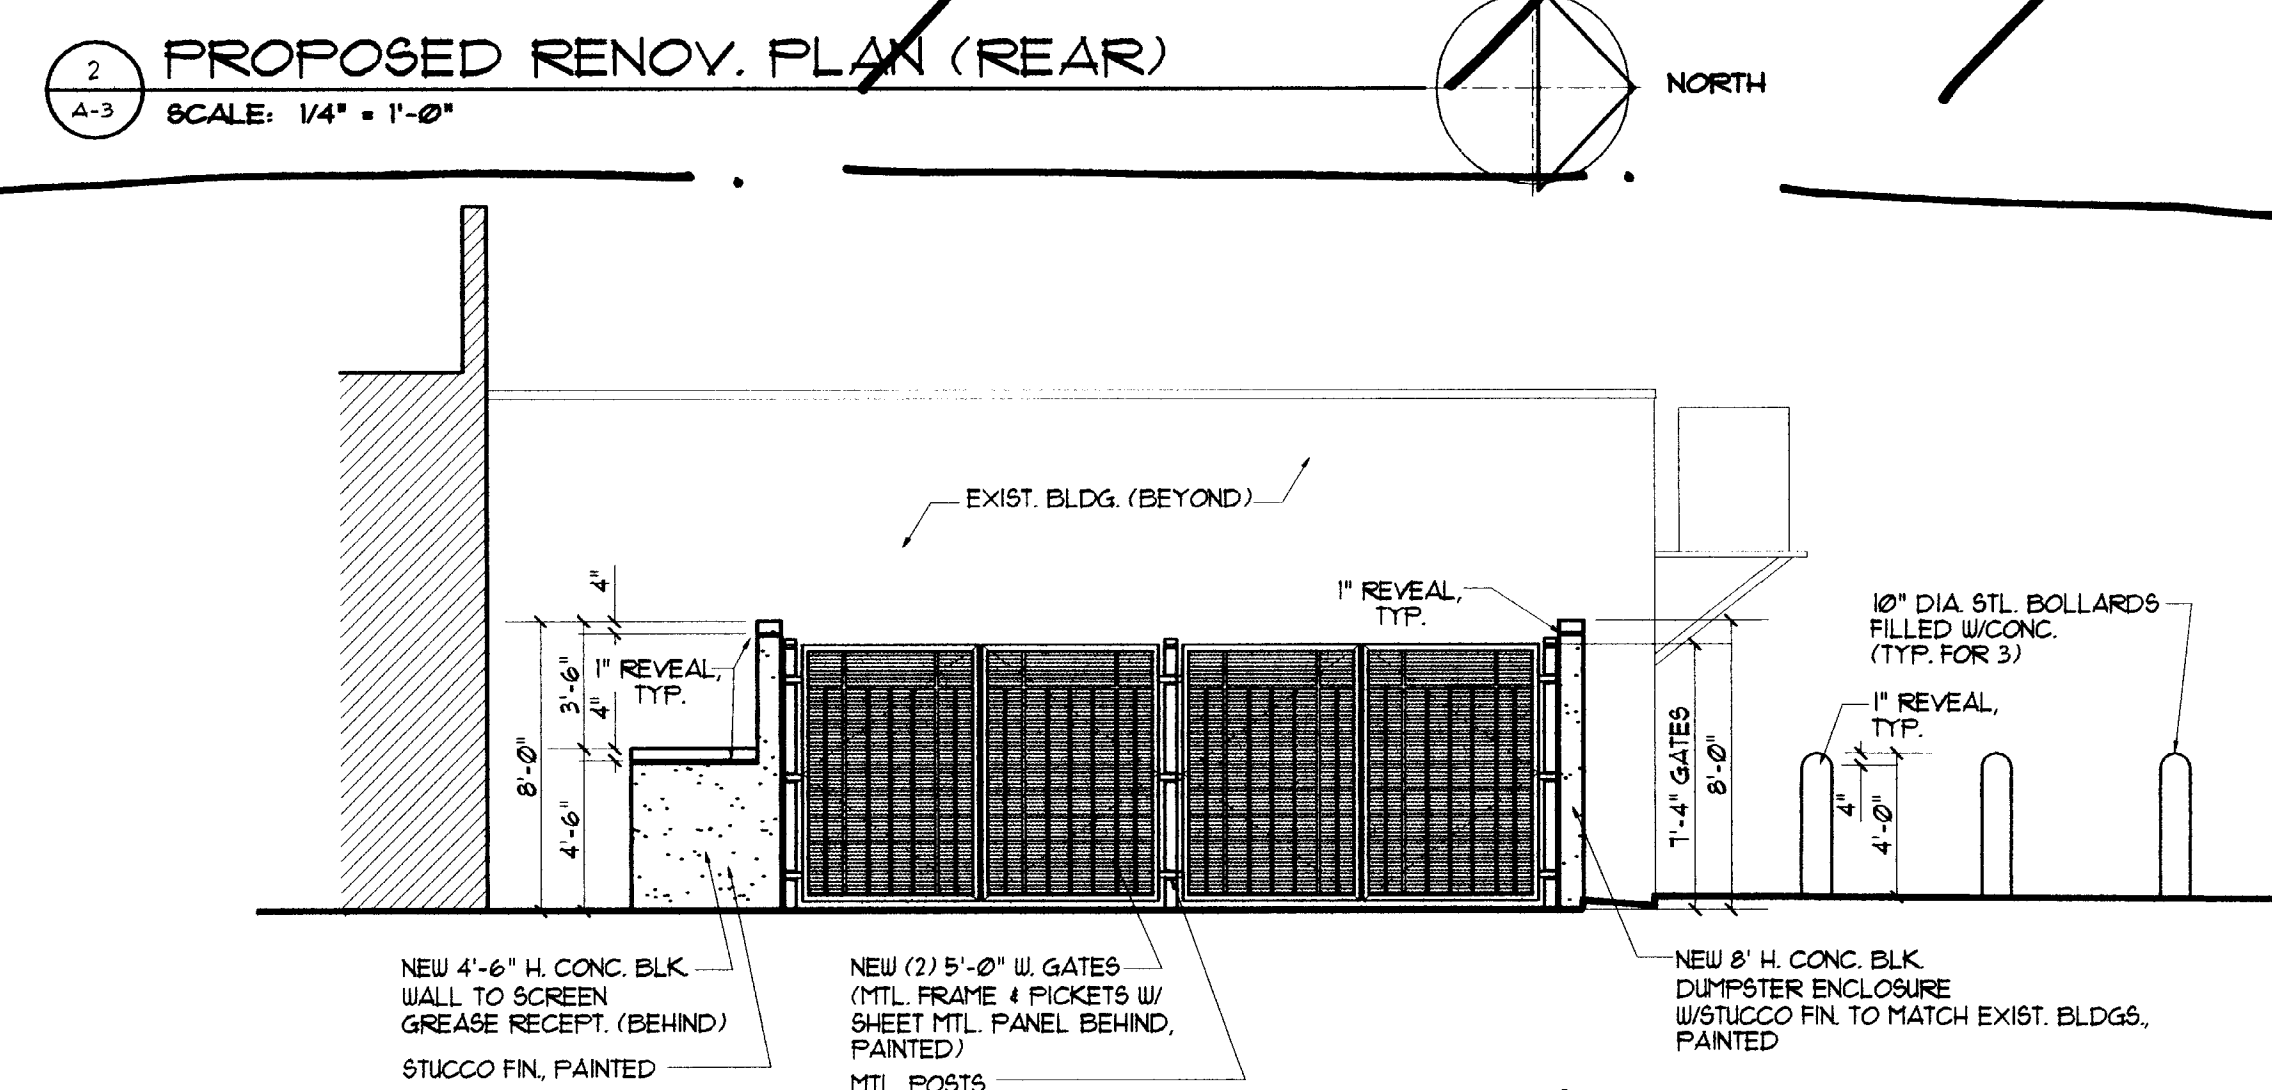 2
A-3
PROPOSED RENOV. PLAN (REAR)
SCALE: 1/4" = 1'-0"
NORTH
EXIST. BLDG. (BEYOND)
4"
1" REVEAL,
TYP.
3'-6"
4"
8'-0"
4'-6"
1" REVEAL,
TYP.
7'-4" GATES
8'-0"
10" DIA. STL. BOLLARDS
FILLED W/CONC.
(TYP. FOR 3)
1" REVEAL,
TYP.
4"
4'-0"
NEW 4'-6" H. CONC. BLK.
WALL TO SCREEN
GREASE RECEPT. (BEHIND)
STUCCO FIN., PAINTED
NEW (2) 5'-0" W. GATES
(MTL. FRAME & PICKETS W/
SHEET MTL. PANEL BEHIND,
PAINTED)
MTL. POSTS
NEW 8' H. CONC. BLK.
DUMPSTER ENCLOSURE
W/STUCCO FIN. TO MATCH EXIST. BLDGS.,
PAINTED